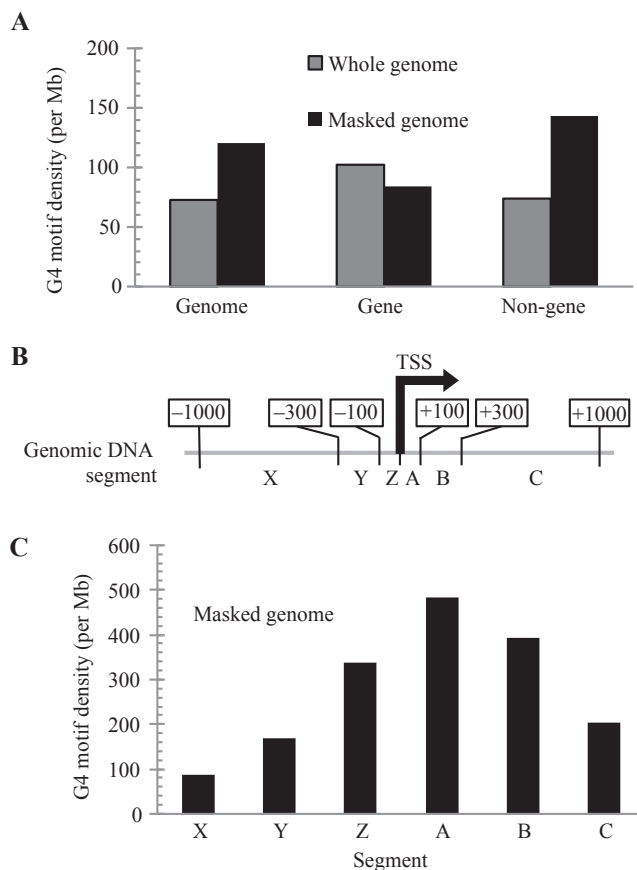 A
G4 motif density (per Mb)
200
150
100
50
0
Whole genome
Masked genome
Genome Gene Non-gene
B
TSS
–1000 –300 –100 +100 +300 +1000
Genomic DNA
segment
X Y Z A B C
C
G4 motif density (per Mb)
600
500
400
300
200
100
0
Masked genome
X Y Z A B C
Segment